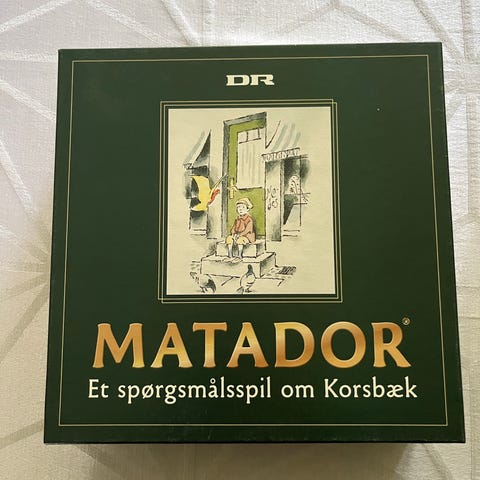 DR
MATADOR®
Et spørgsmålsspil om Korsbæk